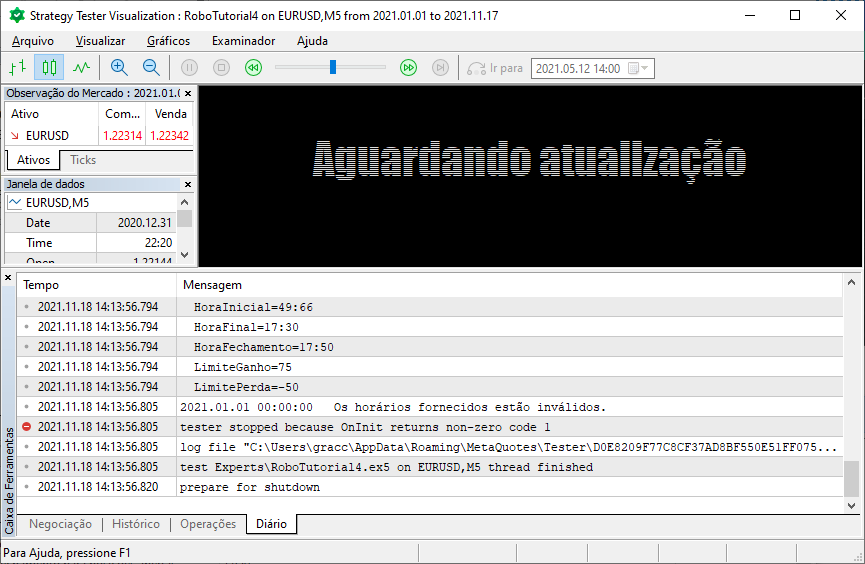 Strategy Tester Visualization : RoboTutorial4 on EURUSD,M5 from 2021.01.01 to 2021.11.17
Arquivo Visualizar Gráficos Examinador Ajuda
Ir para 2021.05.12 14:00
Observação do Mercado : 2021.01.0
Ativo Com... Venda
EURUSD 1.22314 1.22342
Ativos Ticks
Janela de dados
EURUSD,M5
Date 2020.12.31
Time 22:20
Open 1.22144
Aguardando atualização
Tempo Mensagem
2021.11.18 14:13:56.794 HoraInicial=49:66
2021.11.18 14:13:56.794 HoraFinal=17:30
2021.11.18 14:13:56.794 HoraFechamento=17:50
2021.11.18 14:13:56.794 LimiteGanho=75
2021.11.18 14:13:56.794 LimitePerda=-50
2021.11.18 14:13:56.805 2021.01.01 00:00:00 Os horários fornecidos estão inválidos.
2021.11.18 14:13:56.805 tester stopped because OnInit returns non-zero code 1
2021.11.18 14:13:56.805 log file "C:\Users\gracc\AppData\Roaming\MetaQuotes\Tester\D0E8209F77C8CF37AD8BF550E51FF075...
2021.11.18 14:13:56.805 test Experts\RoboTutorial4.ex5 on EURUSD,M5 thread finished
2021.11.18 14:13:56.820 prepare for shutdown
Caixa de Ferramentas
Negociação Histórico Operações Diário
Para Ajuda, pressione F1